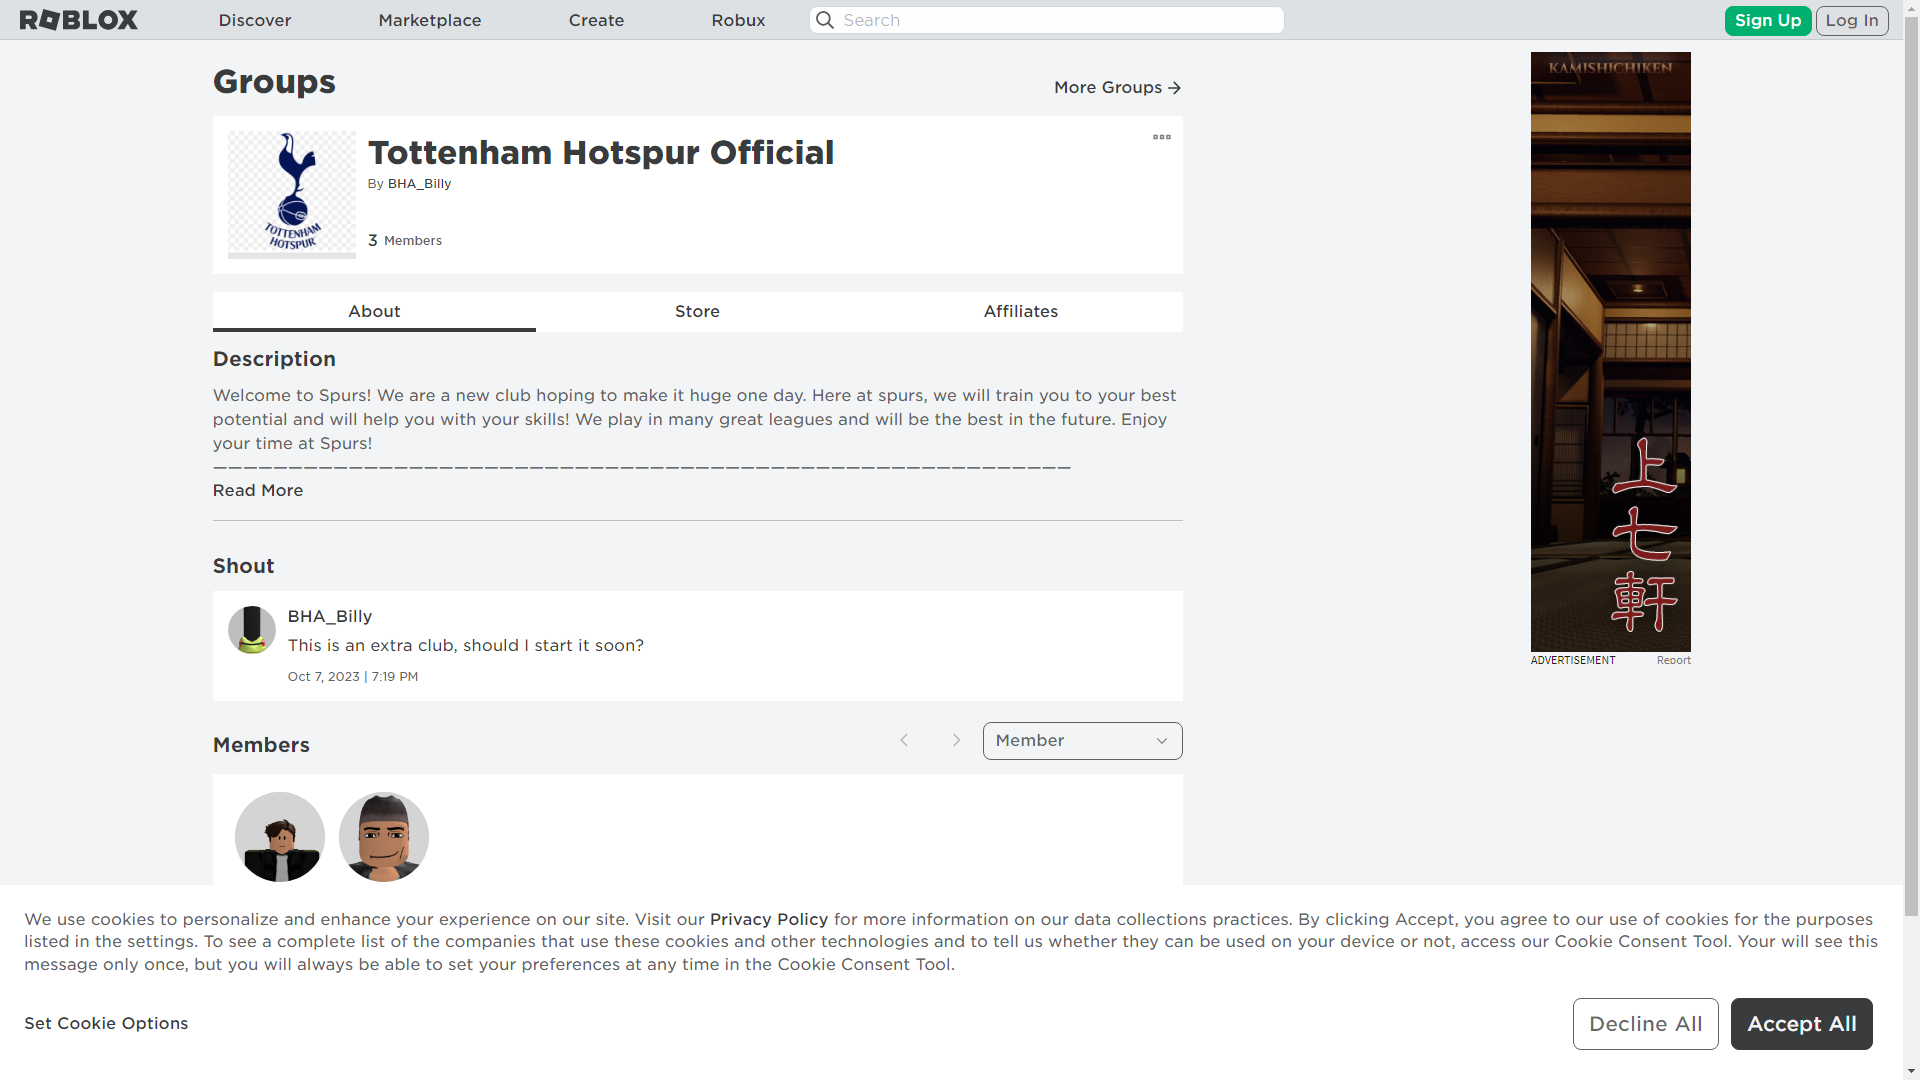 ROBLOX
Discover
Marketplace
Create
Robux
Search
Sign Up
Log In
Groups
More Groups
TOTTENHAM
HOTSPUR
Tottenham Hotspur Official
By BHA_Billy
3 Members
About
Store
Affiliates
Description
Welcome to Spurs! We are a new club hoping to make it huge one day. Here at spurs, we will train you to your best
potential and will help you with your skills! We play in many great leagues and will be the best in the future. Enjoy
your time at Spurs!
—————————————————————————————————————————————————————————
Read More
Shout
BHA_Billy
This is an extra club, should I start it soon?
Oct 7, 2023 | 7:19 PM
Members
Member
KAMISHICHIKEN
上
七
軒
ADVERTISEMENT
Report
We use cookies to personalize and enhance your experience on our site. Visit our Privacy Policy for more information on our data collections practices. By clicking Accept, you agree to our use of cookies for the purposes
listed in the settings. To see a complete list of the companies that use these cookies and other technologies and to tell us whether they can be used on your device or not, access our Cookie Consent Tool. Your will see this
message only once, but you will always be able to set your preferences at any time in the Cookie Consent Tool.
Set Cookie Options
Decline All
Accept All